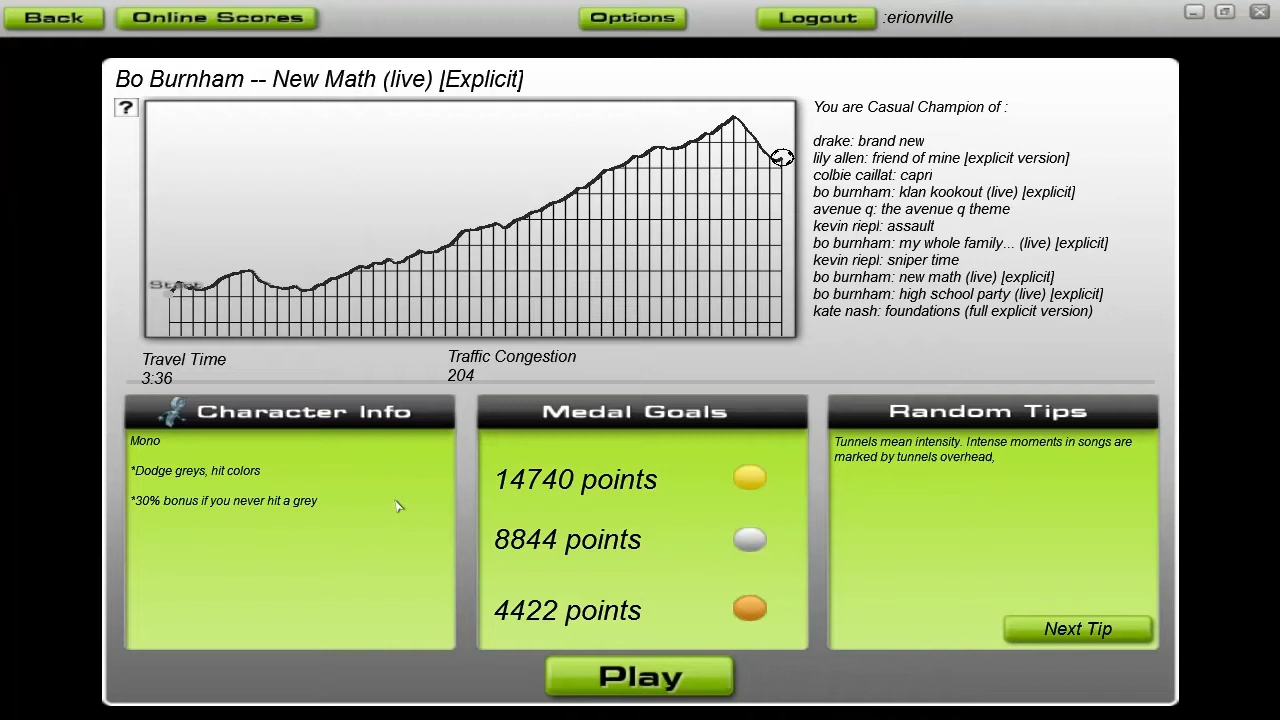 Back
Online Scores
Options
Logout
:erionville
Bo Burnham -- New Math (live) [Explicit]
?
Start
You are Casual Champion of :
drake: brand new
lily allen: friend of mine [explicit version]
colbie caillat: capri
bo burnham: klan kookout (live) [explicit]
avenue q: the avenue q theme
kevin riepl: assault
bo burnham: my whole family... (live) [explicit]
kevin riepl: sniper time
bo burnham: new math (live) [explicit]
bo burnham: high school party (live) [explicit]
kate nash: foundations (full explicit version)
Travel Time
3:36
Traffic Congestion
204
Character Info
Mono
*Dodge greys, hit colors
*30% bonus if you never hit a grey
Medal Goals
14740 points
8844 points
4422 points
Random Tips
Tunnels mean intensity. Intense moments in songs are
marked by tunnels overhead,
Next Tip
Play